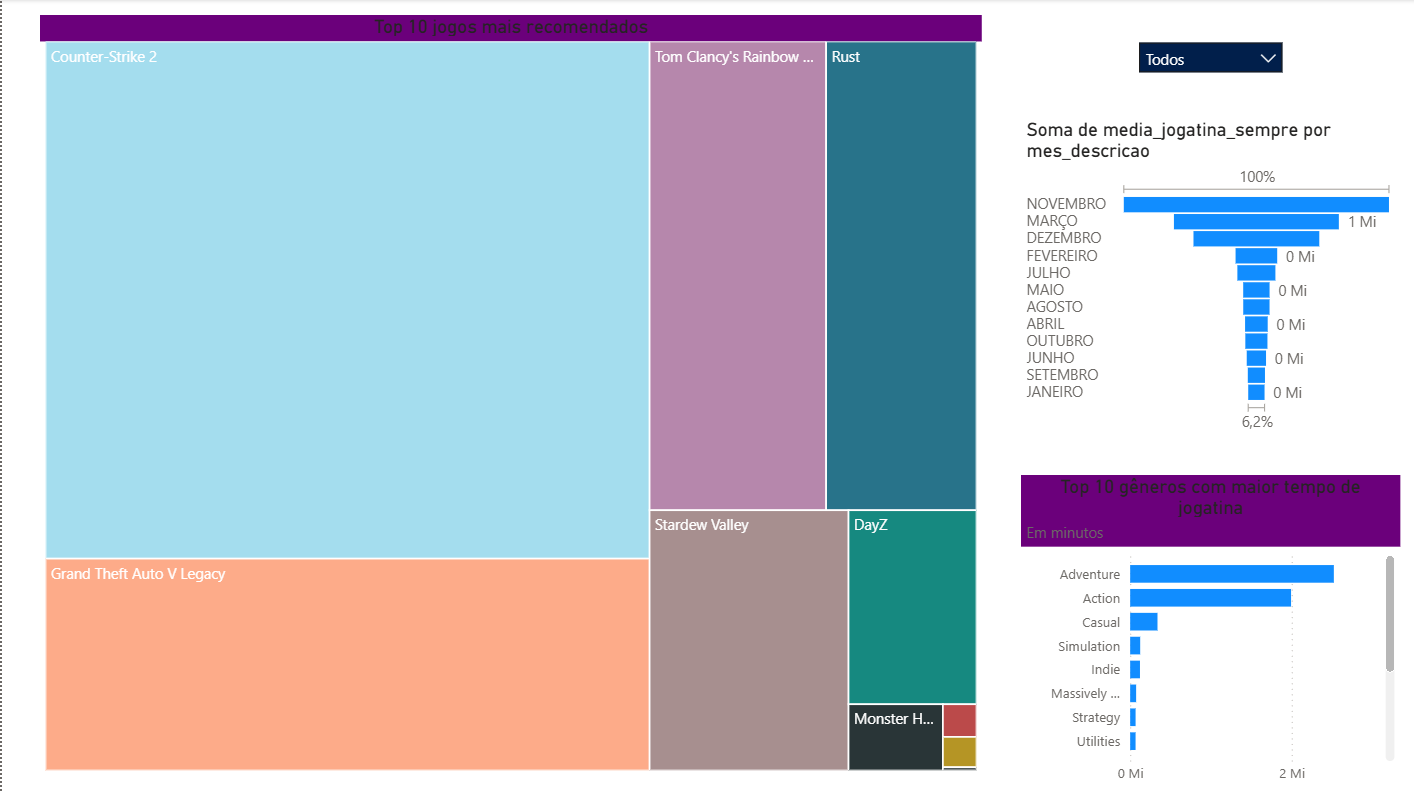 Top 10 jogos mais recomendados
Counter-Strike 2
Tom Clancy's Rainbow ...
Rust
Grand Theft Auto V Legacy
Stardew Valley
DayZ
Monster H...
Todos
Soma de media_jogatina_sempre por
mes_descricao
100%
NOVEMBRO
MARÇO 1 Mi
DEZEMBRO
FEVEREIRO 0 Mi
JULHO
MAIO 0 Mi
AGOSTO
ABRIL 0 Mi
OUTUBRO
JUNHO 0 Mi
SETEMBRO
JANEIRO 0 Mi
6,2%
Top 10 gêneros com maior tempo de
jogatina
Em minutos
Adventure
Action
Casual
Simulation
Indie
Massively ...
Strategy
Utilities
0 Mi 2 Mi